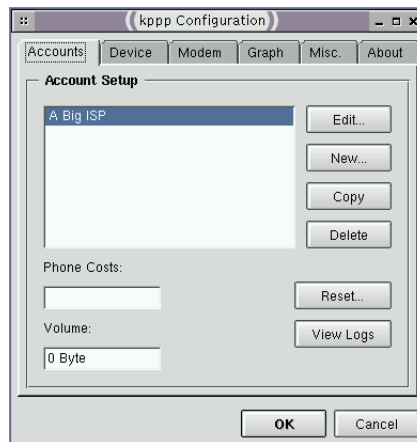 kppp Configuration
Accounts Device Modem Graph Misc. About
Account Setup
A Big ISP
Edit...
New...
Copy
Delete
Phone Costs:
Reset...
Volume:
View Logs
0 Byte
OK Cancel